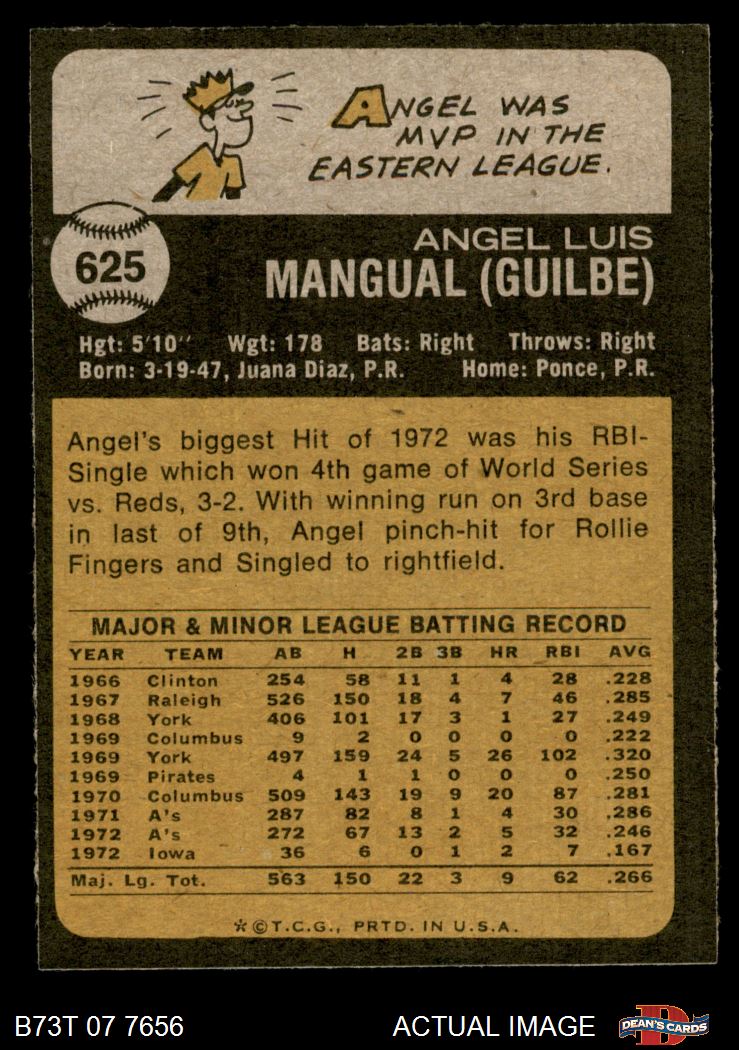 ANGEL WAS
MVP IN THE
EASTERN LEAGUE.
625
ANGEL LUIS
MANGUAL (GUILBE)
Hgt: 5'10" Wgt: 178 Bats: Right Throws: Right
Born: 3-19-47, Juana Diaz, P.R. Home: Ponce, P.R.
Angel's biggest Hit of 1972 was his RBI-
Single which won 4th game of World Series
vs. Reds, 3-2. With winning run on 3rd base
in last of 9th, Angel pinch-hit for Rollie
Fingers and Singled to rightfield.
MAJOR & MINOR LEAGUE BATTING RECORD
YEAR TEAM AB H 2B 3B HR RBI AVG
1966 Clinton 254 58 11 1 4 28 .228
1967 Raleigh 526 150 18 4 7 46 .285
1968 York 406 101 17 3 1 27 .249
1969 Columbus 9 2 0 0 0 0 .222
1969 York 497 159 24 5 26 102 .320
1969 Pirates 4 1 1 0 0 0 .250
1970 Columbus 509 143 19 9 20 87 .281
1971 A's 287 82 8 1 4 30 .286
1972 A's 272 67 13 2 5 32 .246
1972 Iowa 36 6 0 1 2 7 .167
Maj. Lg. Tot. 563 150 22 3 9 62 .266
☆©T.C.G., PRTD. IN U.S.A.
B73T 07 7656 ACTUAL IMAGE D DEAN'S CARDS